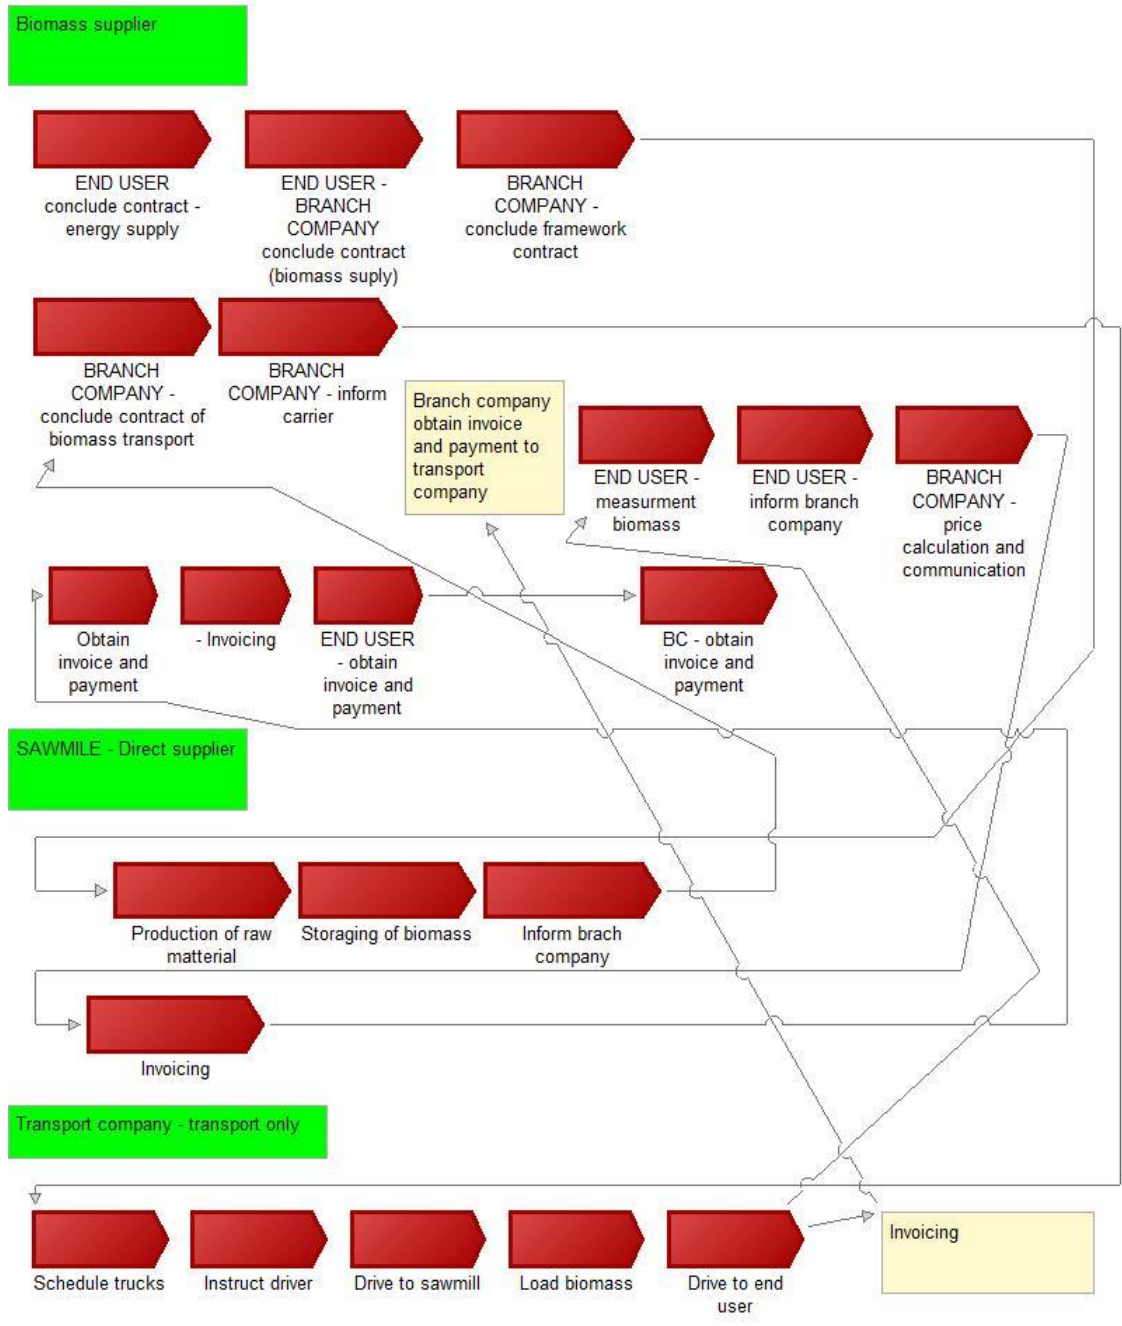 Biomass supplier
END USER
conclude contract -
energy supply
END USER -
BRANCH
COMPANY
conclude contract
(biomass suply)
BRANCH
COMPANY -
conclude framework
contract
BRANCH
COMPANY -
conclude contract of
biomass transport
BRANCH
COMPANY - inform
carrier
Branch company
obtain invoice
and payment to
transport
company
END USER -
measurment
biomass
END USER -
inform branch
company
BRANCH
COMPANY -
price
calculation and
communication
Obtain
invoice and
payment
- Invoicing
END USER
- obtain
invoice and
payment
BC - obtain
invoice and
payment
SAWMILE - Direct supplier
Production of raw
matterial
Storaging of biomass
Inform brach
company
Invoicing
Transport company - transport only
Schedule trucks
Instruct driver
Drive to sawmill
Load biomass
Drive to end
user
Invoicing